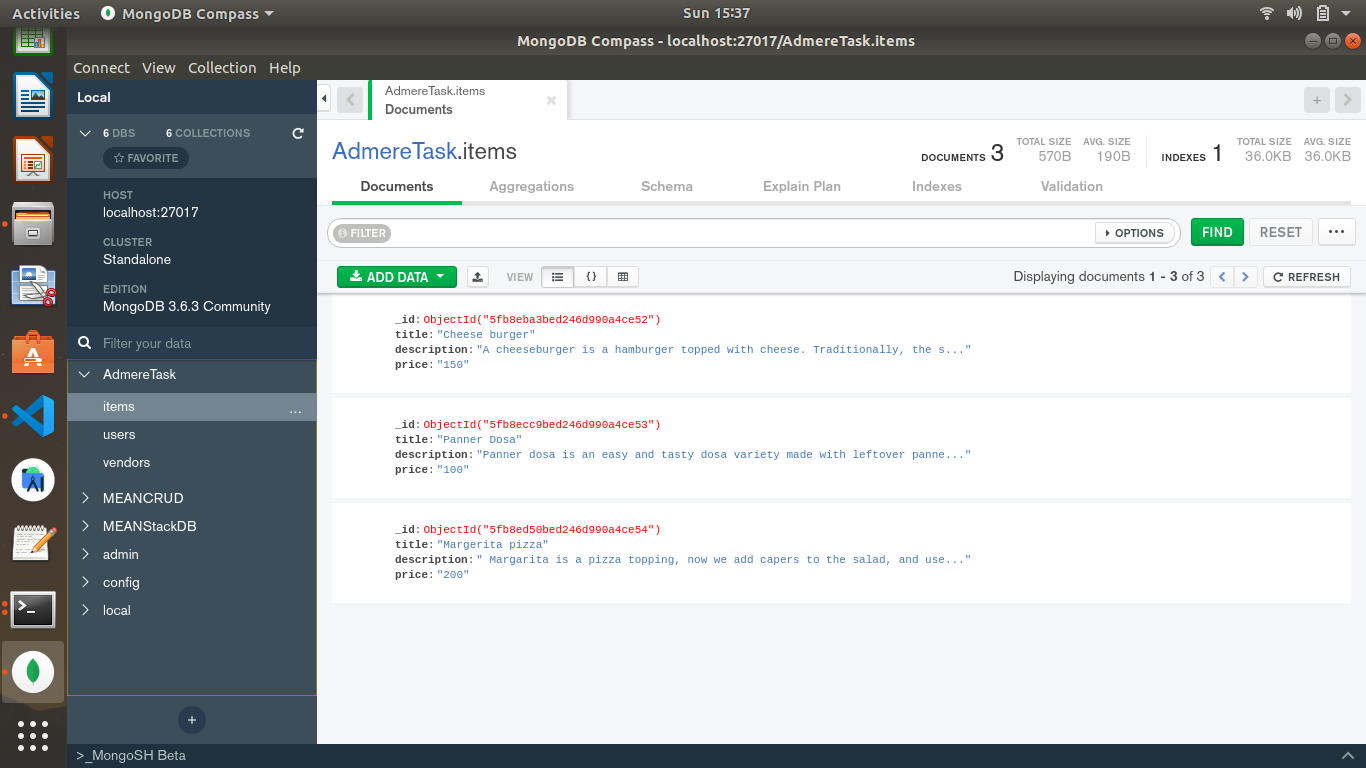 Activities MongoDB Compass Sun 15:37
MongoDB Compass - localhost:27017/AdmereTask.items
Connect View Collection Help
Local
6 DBS 6 COLLECTIONS
FAVORITE
HOST
localhost:27017
CLUSTER
Standalone
EDITION
MongoDB 3.6.3 Community
Filter your data
AdmereTask
items ...
users
vendors
MEANCRUD
MEANStackDB
admin
config
local
+
AdmereTask.items
Documents
AdmereTask.items
DOCUMENTS 3 TOTAL SIZE 570B AVG. SIZE 190B INDEXES 1 TOTAL SIZE 36.0KB AVG. SIZE 36.0KB
Documents Aggregations Schema Explain Plan Indexes Validation
FILTER OPTIONS FIND RESET ...
ADD DATA VIEW {} Displaying documents 1 - 3 of 3 < > REFRESH
_id: ObjectId("5fb8eba3bed246d990a4ce52")
title: "Cheese burger"
description: "A cheeseburger is a hamburger topped with cheese. Traditionally, the s..."
price: "150"
_id: ObjectId("5fb8ecc9bed246d990a4ce53")
title: "Panner Dosa"
description: "Panner dosa is an easy and tasty dosa variety made with leftover panne..."
price: "100"
_id: ObjectId("5fb8ed50bed246d990a4ce54")
title: "Margerita pizza"
description: " Margarita is a pizza topping, now we add capers to the salad, and use..."
price: "200"
>_MongoSH Beta